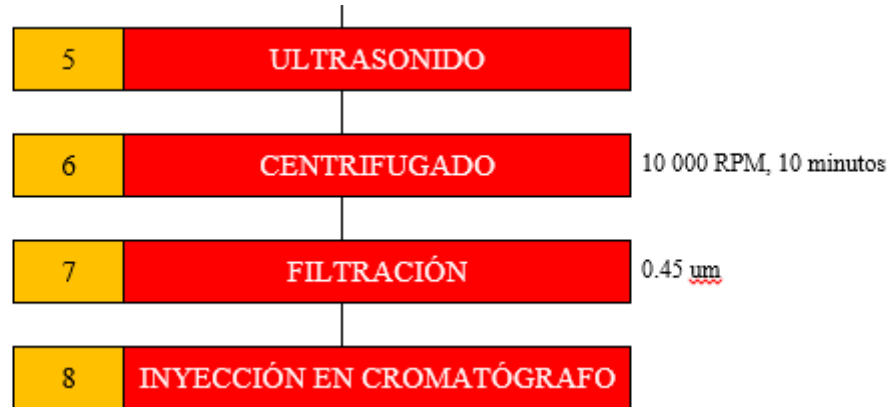 5 ULTRASONIDO
6 CENTRIFUGADO 10 000 RPM, 10 minutos
7 FILTRACIÓN 0.45 um
8 INYECCIÓN EN CROMATÓGRAFO